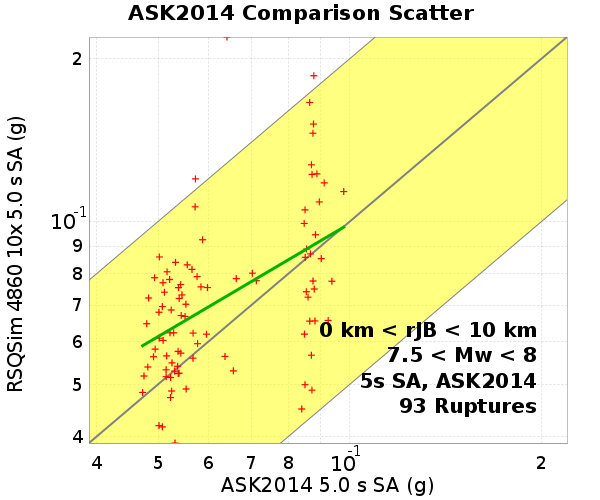 ASK2014 Comparison Scatter
RSQSim 4860 10x 5.0 s SA (g)
2
10-1
9
8
7
6
5
4
0 km < rJB < 10 km
7.5 < Mw < 8
5s SA, ASK2014
93 Ruptures
4 5 6 7 8 10-1 2
ASK2014 5.0 s SA (g)